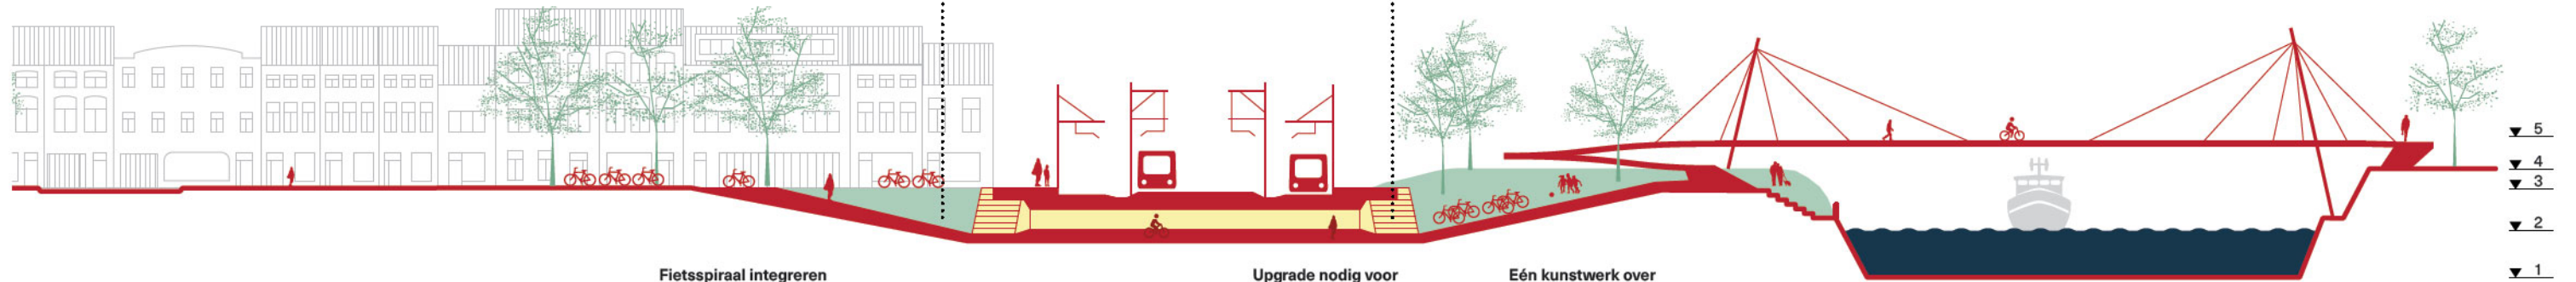 5
4
3
2
Fietsspiraal integreren
Upgrade nodig voor
Eén kunstwerk over
1